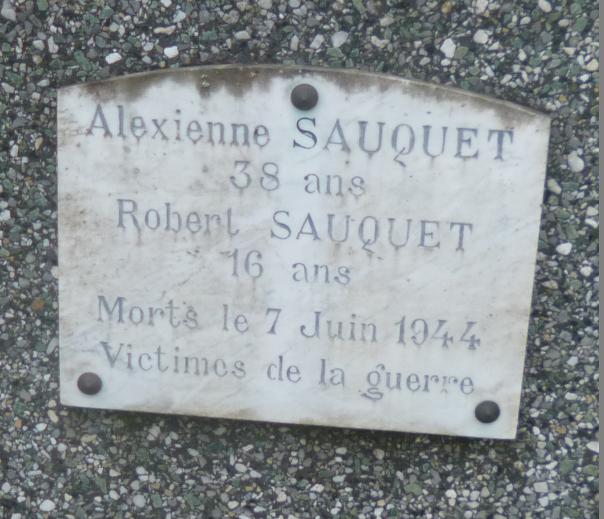 Alexienne SAUQUET
38 ans
Robert SAUQUET
16 ans
Morts le 7 Juin 1944
Victimes de la guerre